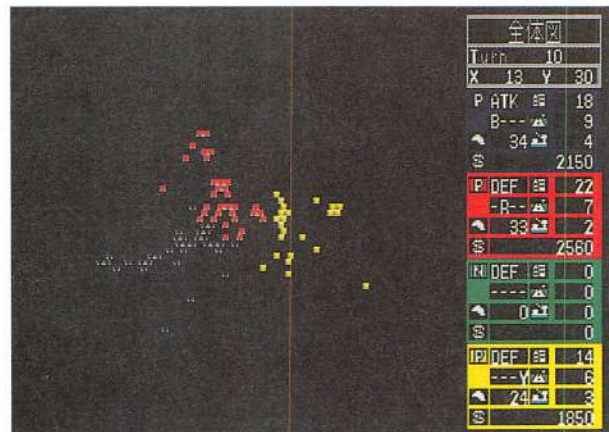 全体図
Turn 10
X 13 Y 30
P ATK 18
B--- 9
34 4
2150
P DEF 22
-R-- 7
33 2
2560
N DEF 0
---- 0
0 0
0
P DEF 14
---Y 6
24 3
1850